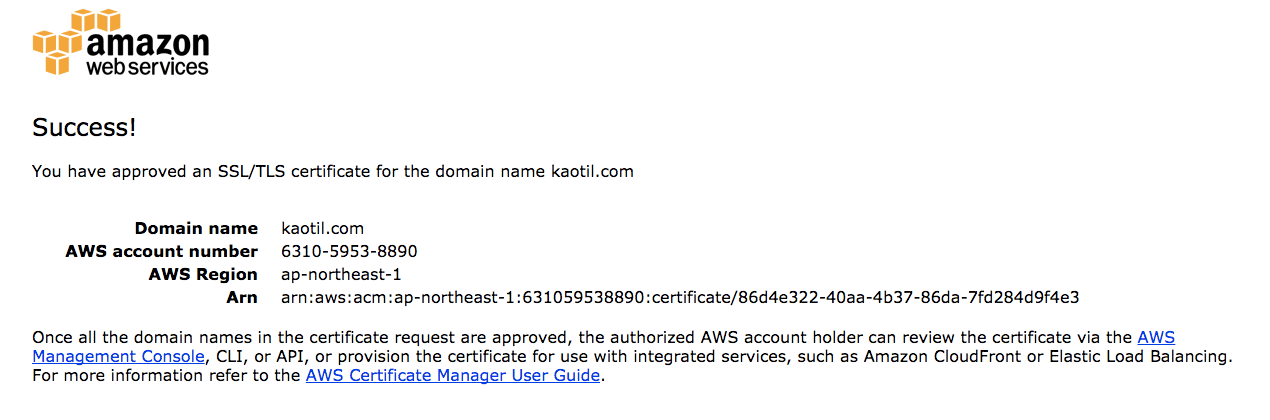 amazon
web services
Success!
You have approved an SSL/TLS certificate for the domain name kaotil.com
Domain name kaotil.com
AWS account number 6310-5953-8890
AWS Region ap-northeast-1
Arn arn:aws:acm:ap-northeast-1:631059538890:certificate/86d4e322-40aa-4b37-86da-7fd284d9f4e3
Once all the domain names in the certificate request are approved, the authorized AWS account holder can review the certificate via the AWS
Management Console, CLI, or API, or provision the certificate for use with integrated services, such as Amazon CloudFront or Elastic Load Balancing.
For more information refer to the AWS Certificate Manager User Guide.